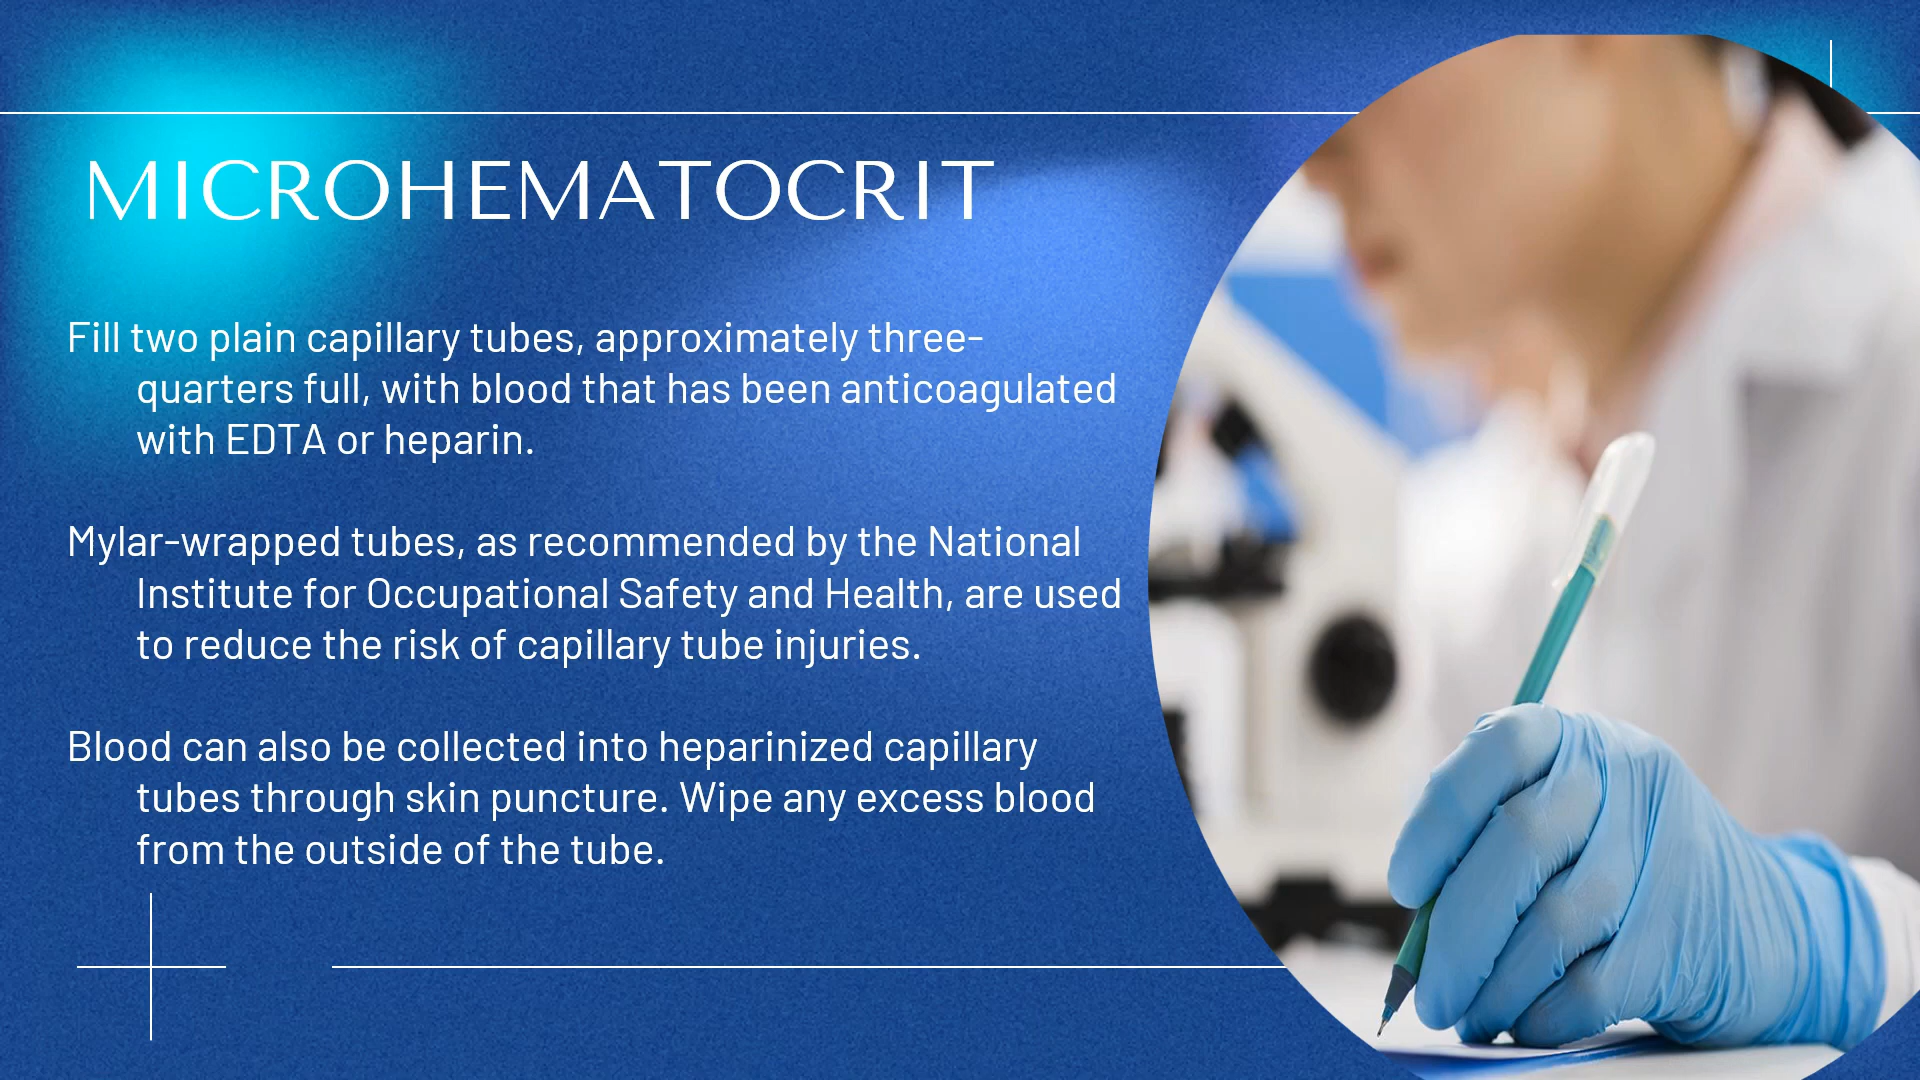 MICROHEMATOCRIT
Fill two plain capillary tubes, approximately three-
quarters full, with blood that has been anticoagulated
with EDTA or heparin.
Mylar-wrapped tubes, as recommended by the National
Institute for Occupational Safety and Health, are used
to reduce the risk of capillary tube injuries.
Blood can also be collected into heparinized capillary
tubes through skin puncture. Wipe any excess blood
from the outside of the tube.